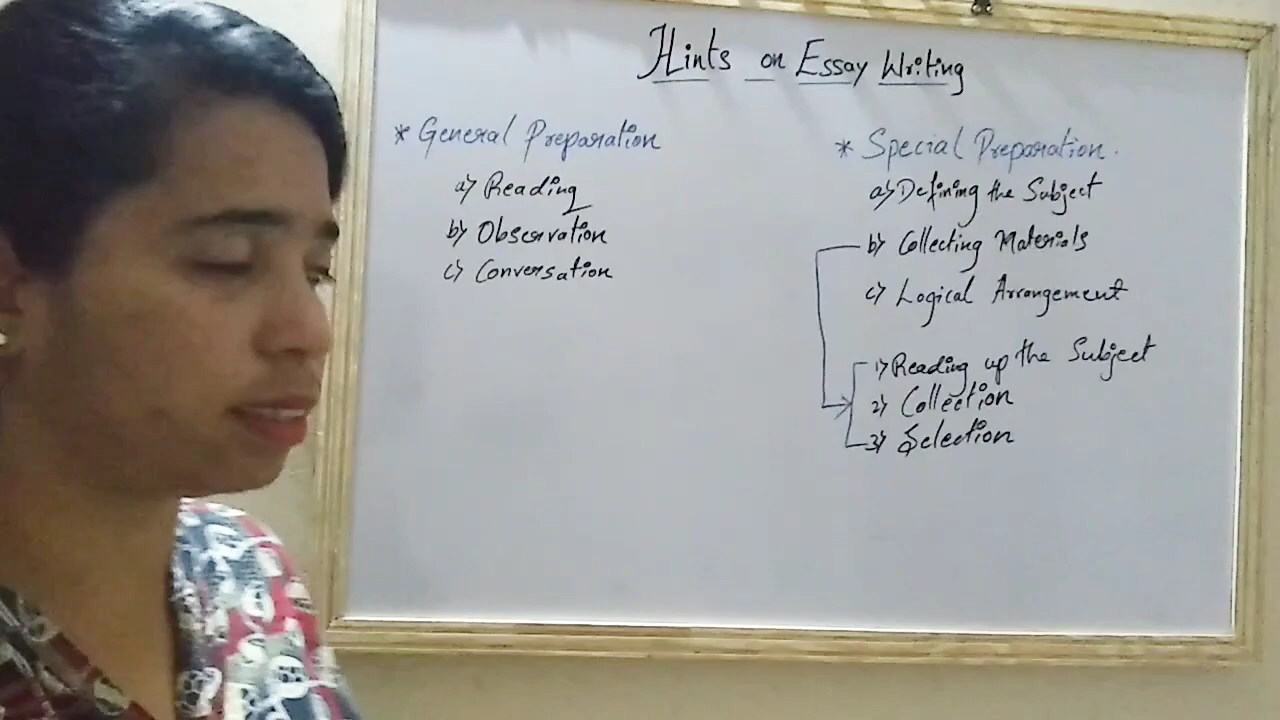 Hints on Essay Writing
* General Preparation
a) Reading
b) Observation
c) Conversation
* Special Preparation.
a) Defining the Subject
b) Collecting Materials
c) Logical Arrangement
1) Reading up the Subject
2) Collection
3) Selection